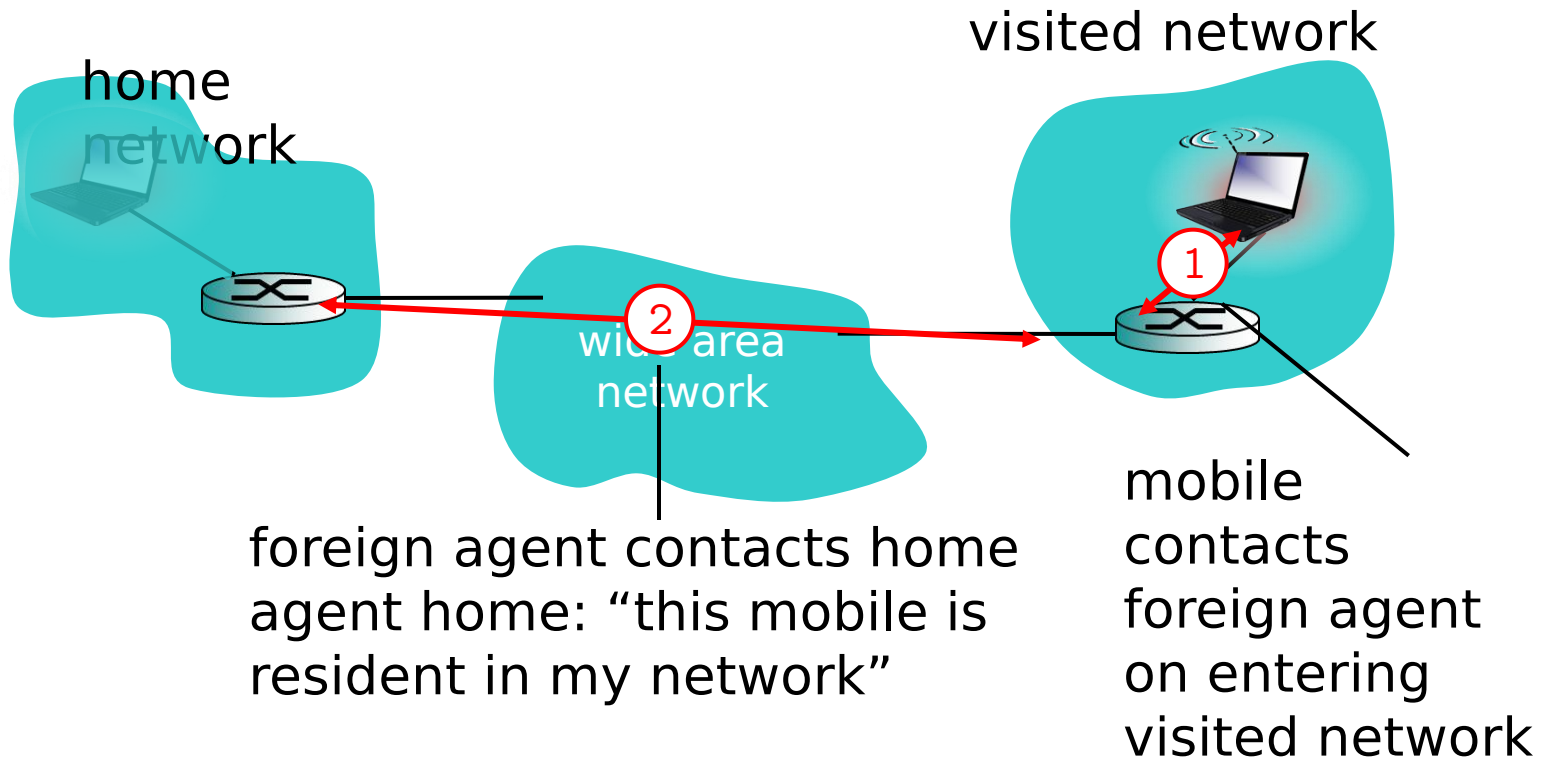 visited network
home
network
1
2
wide area
network
foreign agent contacts home
agent home: “this mobile is
resident in my network”
mobile
contacts
foreign agent
on entering
visited network